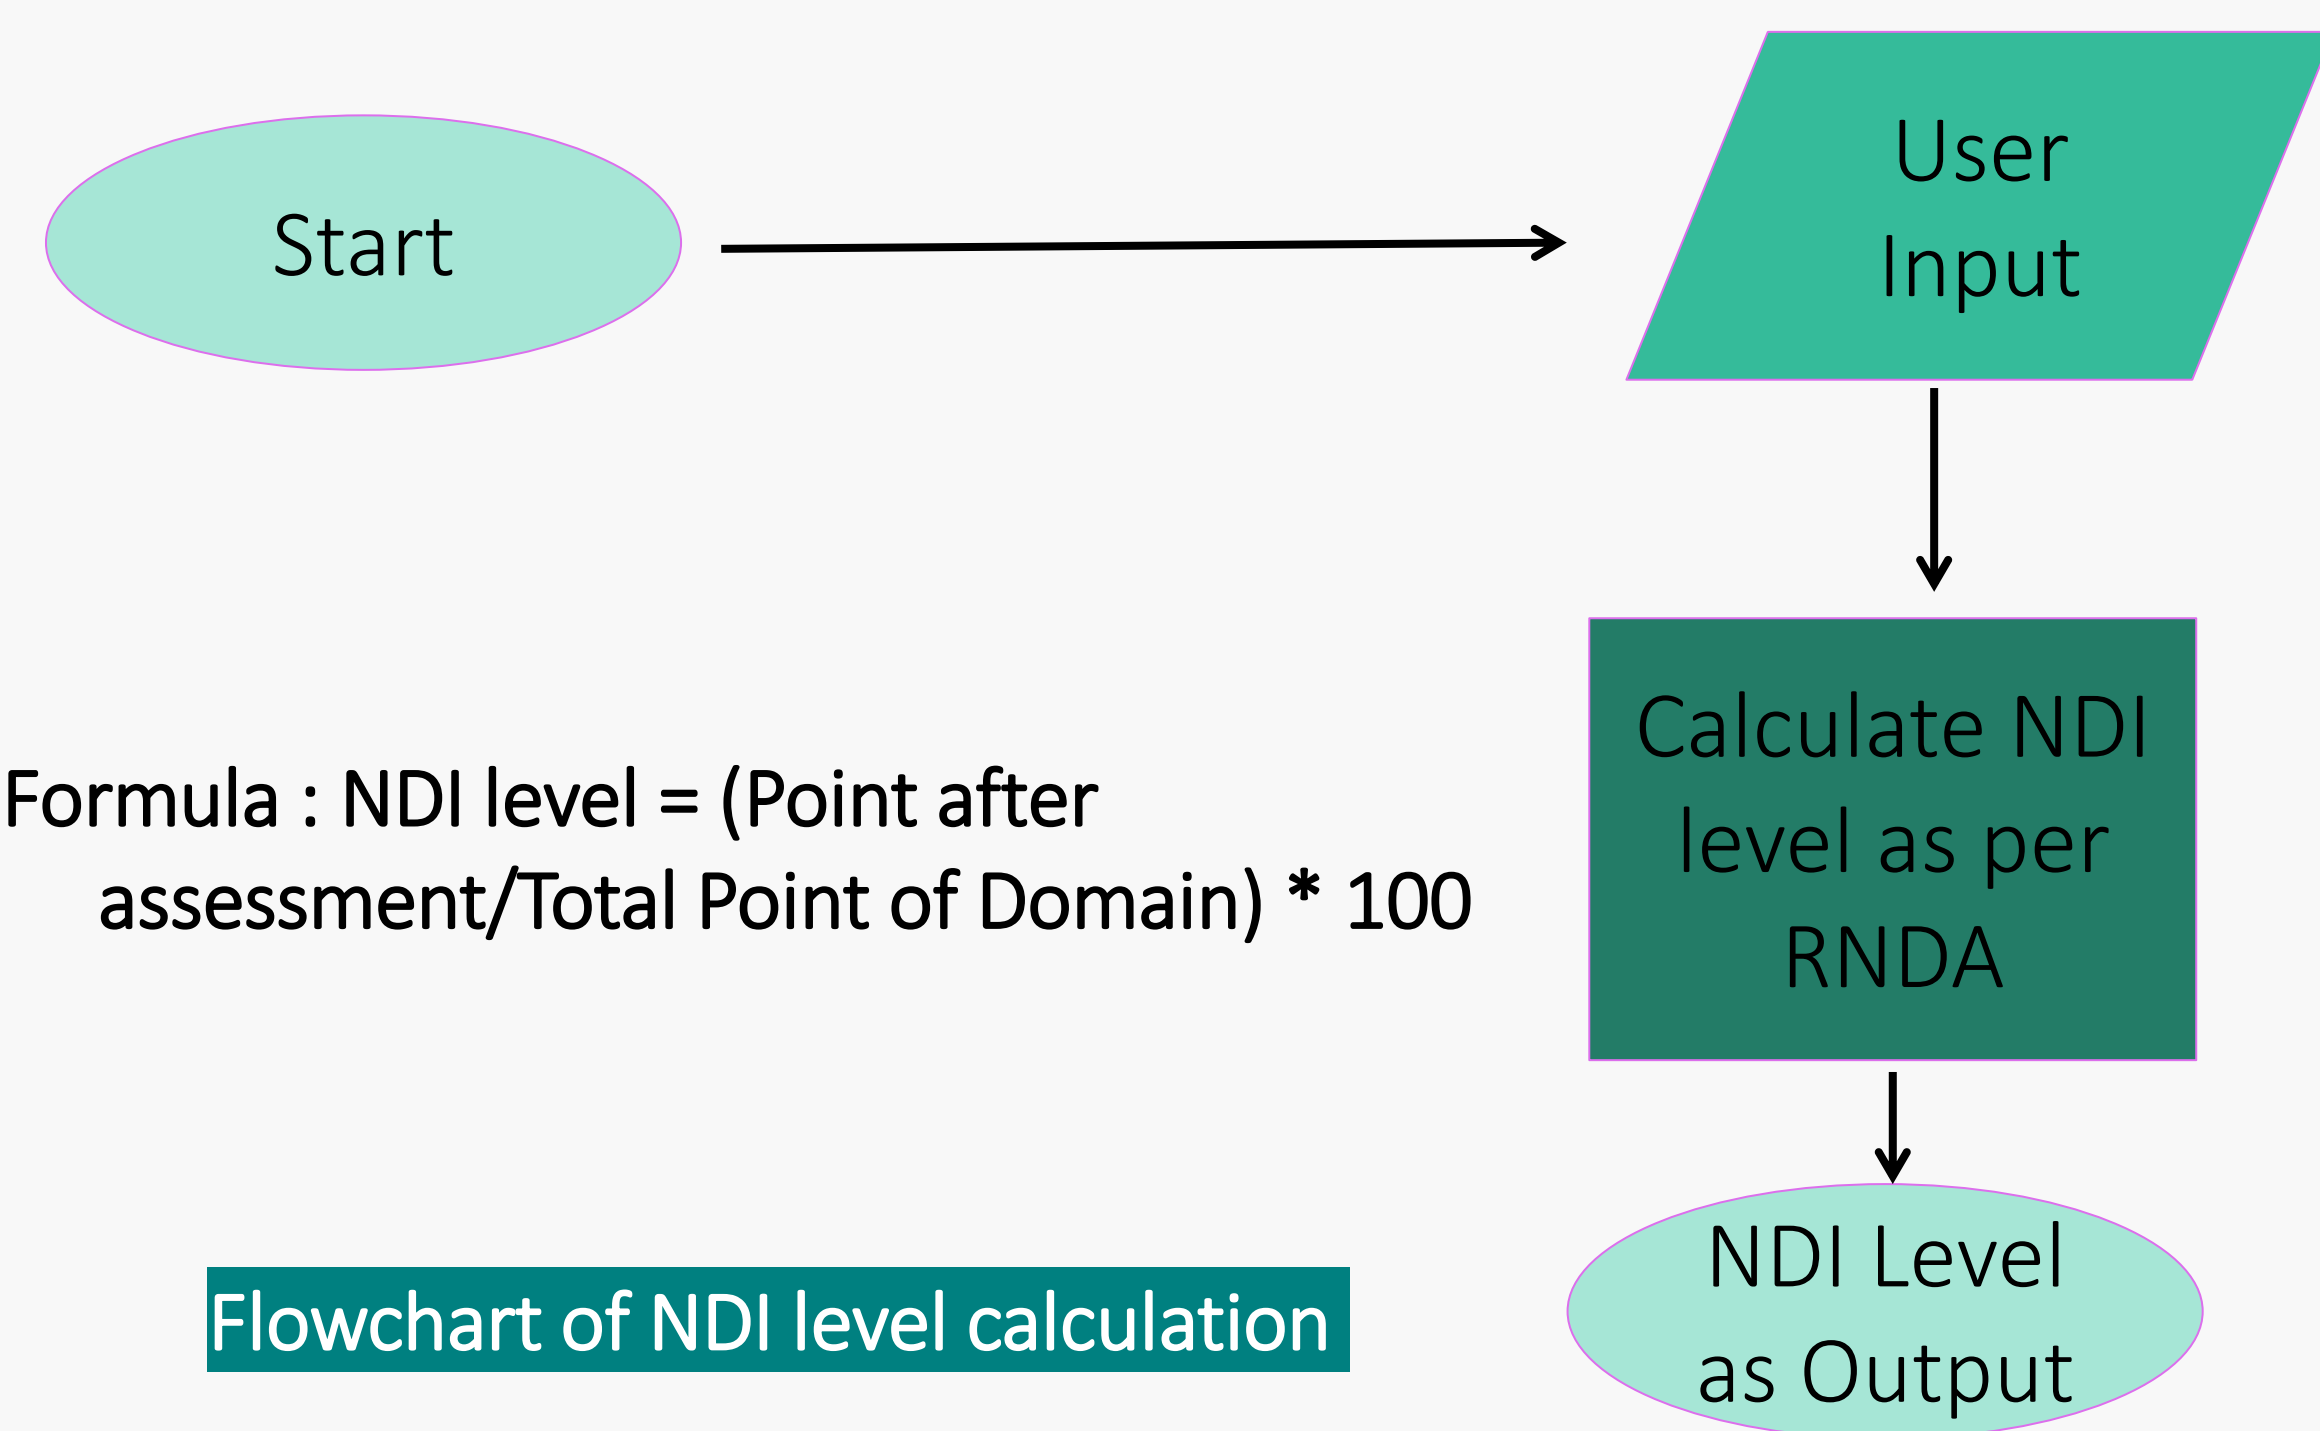 Start
User
Input
Calculate NDI
level as per
RNDA
Formula : NDI level = (Point after
assessment/Total Point of Domain) * 100
NDI Level
as Output
Flowchart of NDI level calculation